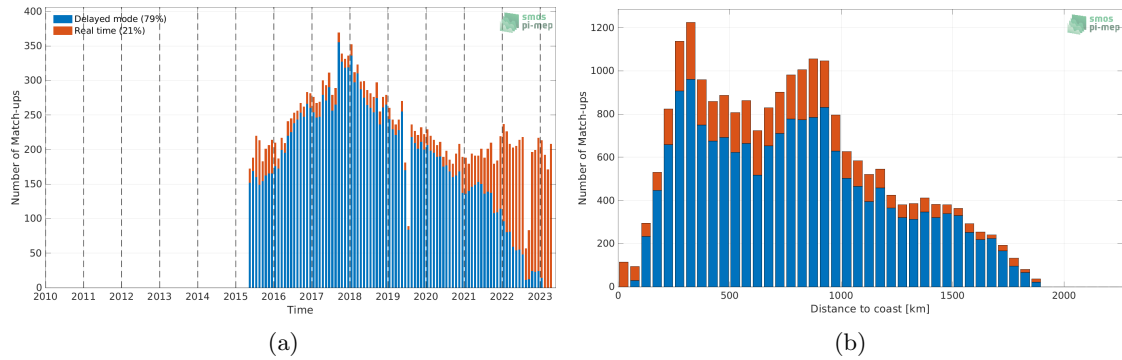 Delayed mode (79%)
Real time (21%)
smos
pi-mep
Number of Match-ups
400
350
300
250
200
150
100
50
0
2010 2011 2012 2013 2014 2015 2016 2017 2018 2019 2020 2021 2022 2023
Time
(a)
smos
pi-mep
Number of Match-ups
1200
1000
800
600
400
200
0
0 500 1000 1500 2000
Distance to coast [km]
(b)